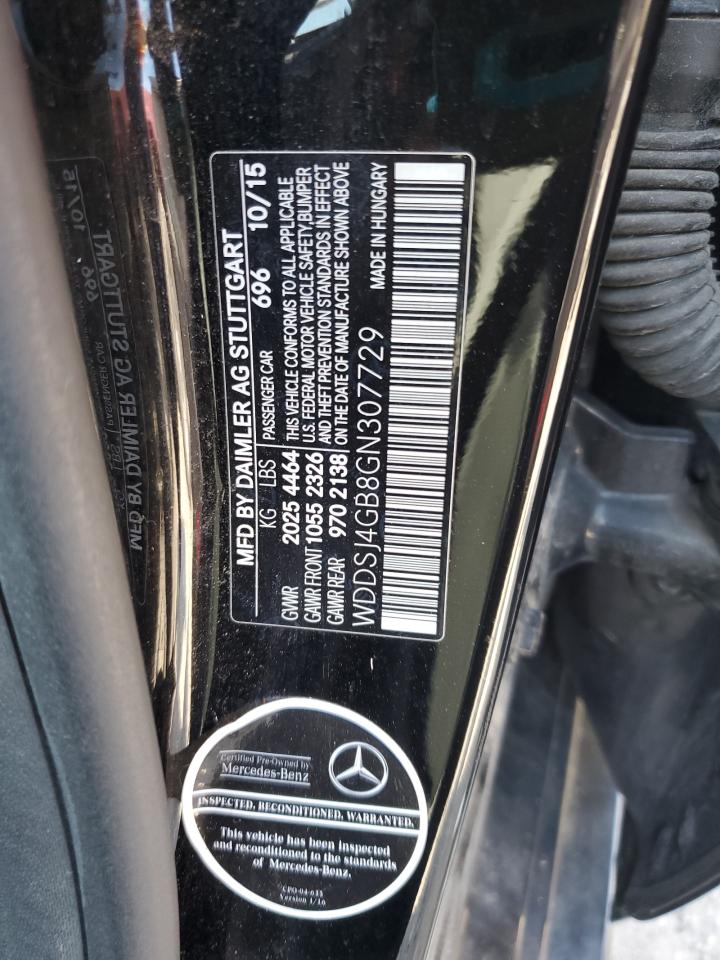 MFD BY DAIMLER AG STUTTGART
KG LBS PASSENGER CAR 696 10/15
GVWR 2025 4464 THIS VEHICLE CONFORMS TO ALL APPLICABLE
GAWR FRONT 1055 2326 U.S. FEDERAL MOTOR VEHICLE SAFETY,BUMPER
GAWR REAR 970 2138 AND THEFT PREVENTION STANDARDS IN EFFECT
ON THE DATE OF MANUFACTURE SHOWN ABOVE
WDDSJ4GB8GN307729 MADE IN HUNGARY
Certified Pre-Owned by
Mercedes-Benz
INSPECTED, RECONDITIONED, WARRANTED.
This vehicle has been inspected
and reconditioned to the standards
of Mercedes-Benz.
Version 1/16